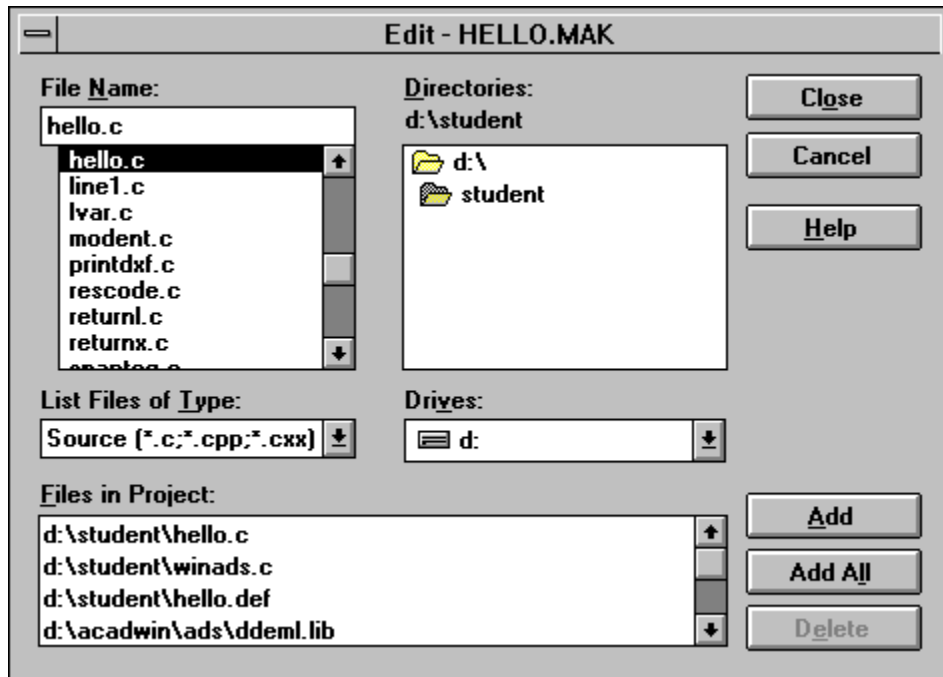 Edit - HELLO.MAK
File Name:
hello.c
hello.c
line1.c
lvar.c
modent.c
printdxf.c
rescode.c
returnl.c
returnx.c
List Files of Type:
Source (*.c;*.cpp;*.cxx)
Directories:
d:\student
d:\
student
Drives:
d:
Close
Cancel
Help
Files in Project:
d:\student\hello.c
d:\student\winads.c
d:\student\hello.def
d:\acadwin\ads\ddeml.lib
Add
Add All
Delete